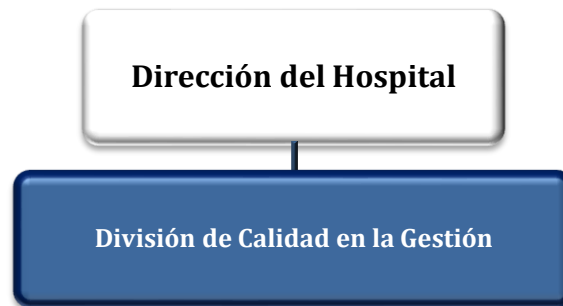 Dirección del Hospital
División de Calidad en la Gestión